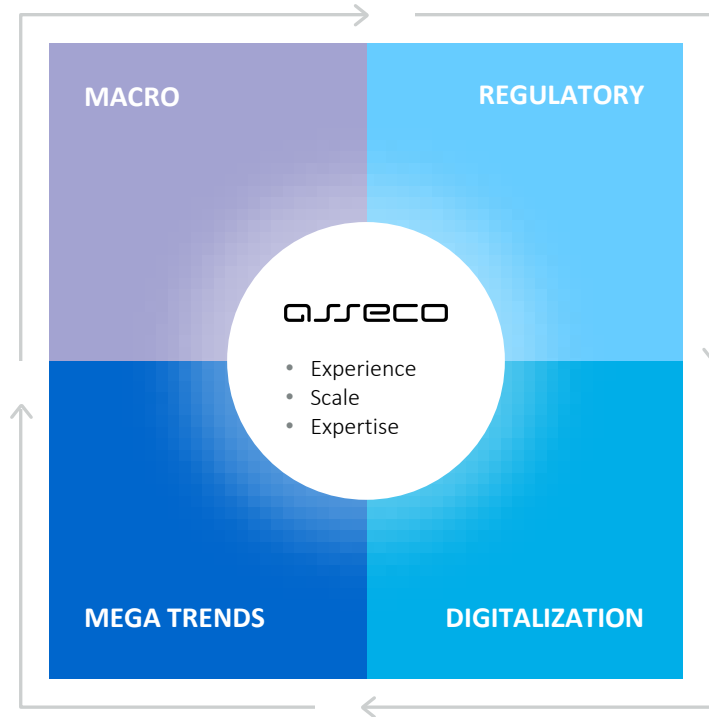 MACRO
REGULATORY
asseco
• Experience
• Scale
• Expertise
MEGA TRENDS
DIGITALIZATION